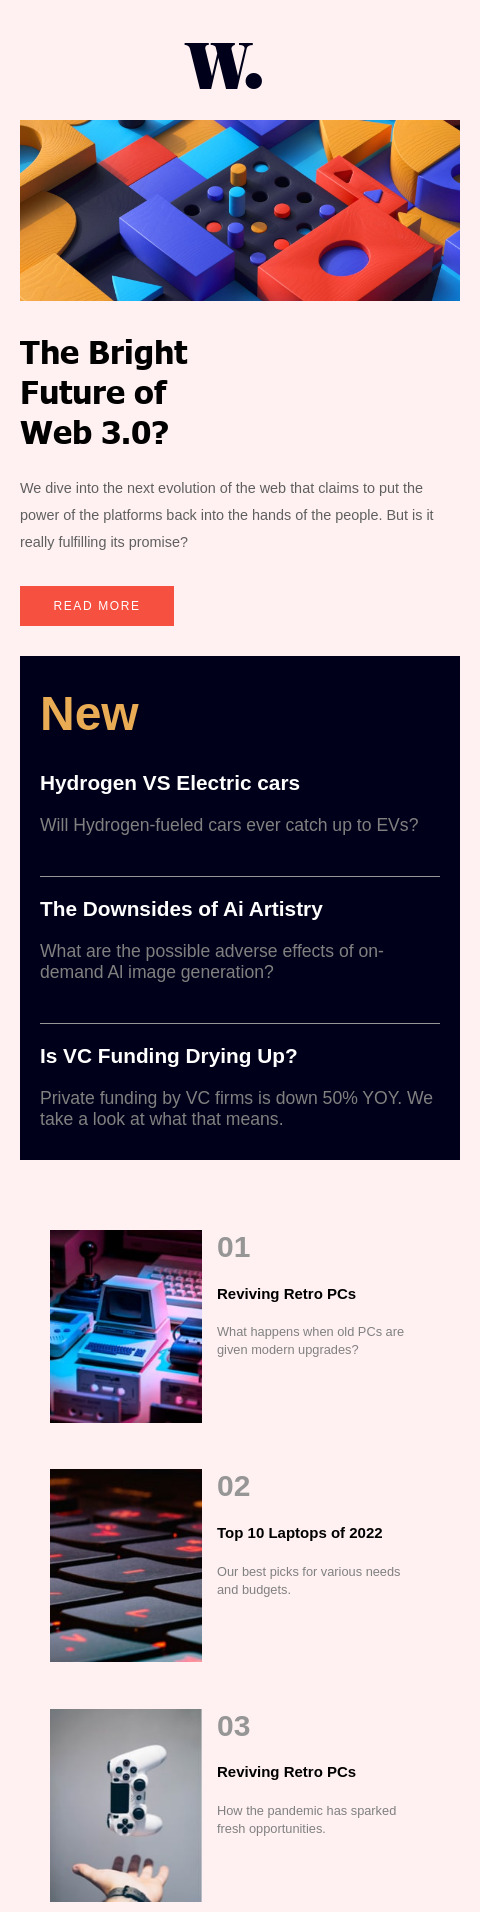 W.
The Bright
Future of
Web 3.0?
We dive into the next evolution of the web that claims to put the
power of the platforms back into the hands of the people. But is it
really fulfilling its promise?
READ MORE
New
Hydrogen VS Electric cars
Will Hydrogen-fueled cars ever catch up to EVs?
The Downsides of Ai Artistry
What are the possible adverse effects of on-
demand AI image generation?
Is VC Funding Drying Up?
Private funding by VC firms is down 50% YOY. We
take a look at what that means.
01
Reviving Retro PCs
What happens when old PCs are
given modern upgrades?
02
Top 10 Laptops of 2022
Our best picks for various needs
and budgets.
03
Reviving Retro PCs
How the pandemic has sparked
fresh opportunities.